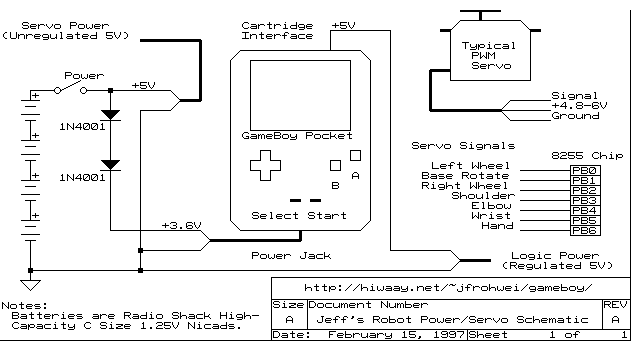 Servo Power
(Unregulated 5V)
Cartridge
Interface
+5V
Typical
PWM
Servo
Power
+5V
Signal
+4.8-6V
Ground
+
1N4001
+
GameBoy Pocket
+
1N4001
A
B
Servo Signals
8255 Chip
Left Wheel PB0
Base Rotate PB1
Right Wheel PB2
Shoulder PB3
Elbow PB4
Wrist PB5
Hand PB6
+
Select Start
+3.6V
Power Jack
Logic Power
(Regulated 5V)
http://hiwaay.net/~jfrohwei/gameboy/
Size Document Number REV
A Jeff's Robot Power/Servo Schematic A
Date: February 15, 1997 Sheet 1 of 1
Notes:
Batteries are Radio Shack High-
Capacity C Size 1.25V Nicads.